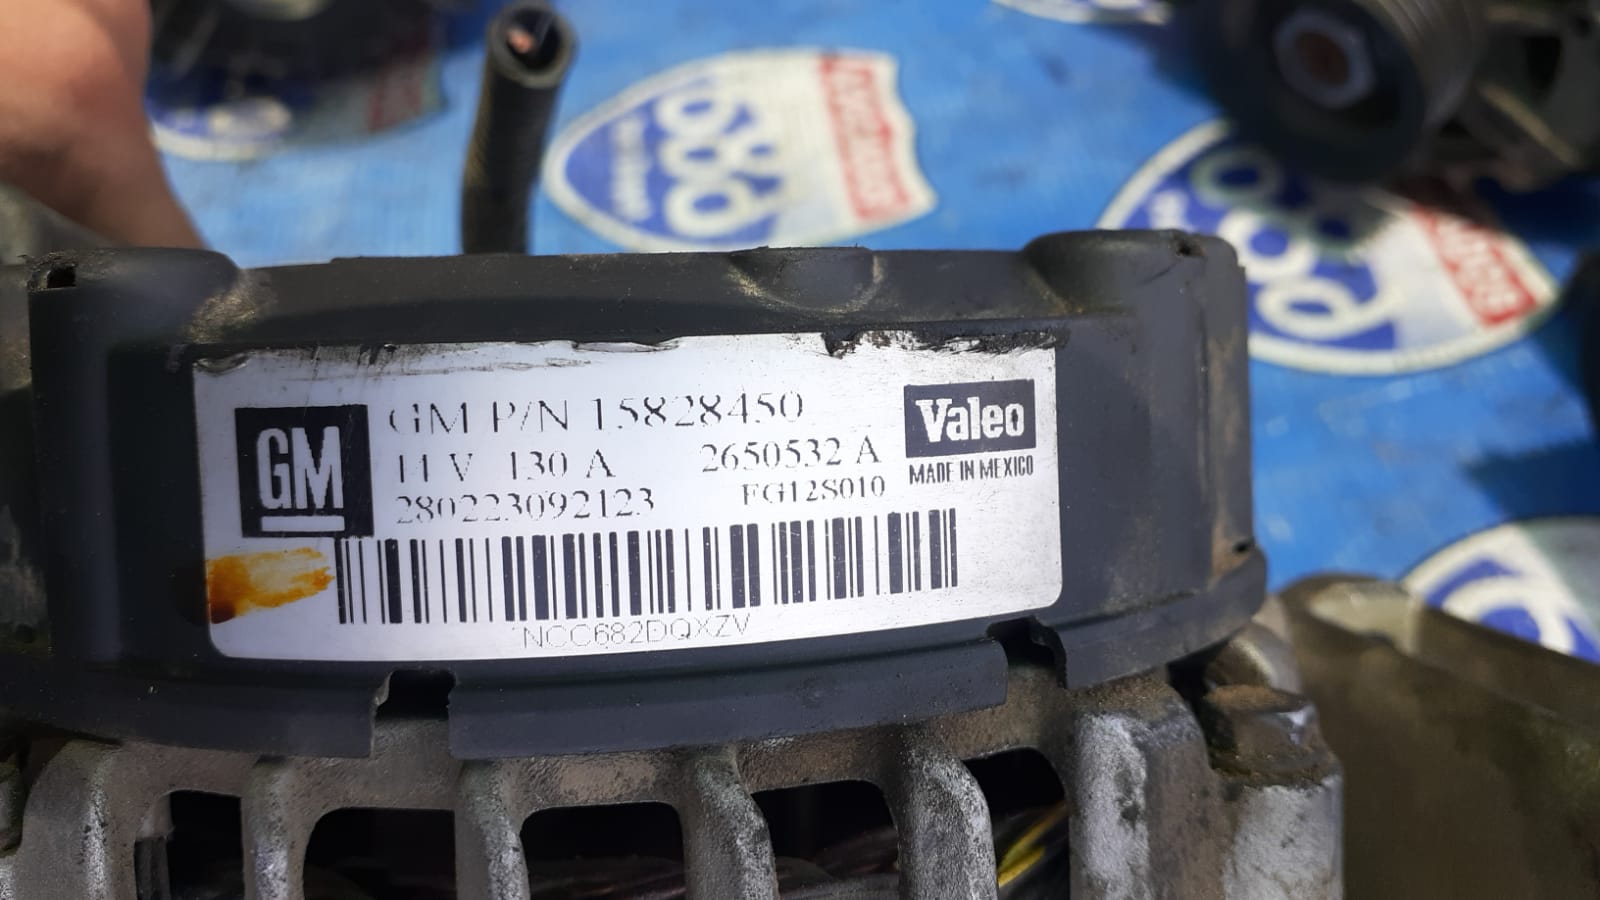 GM
GM P/N 15828450
14 V 130 A
2650532 A
280223092123
FG12S010
Valeo
MADE IN MEXICO
NCC682DQXZV